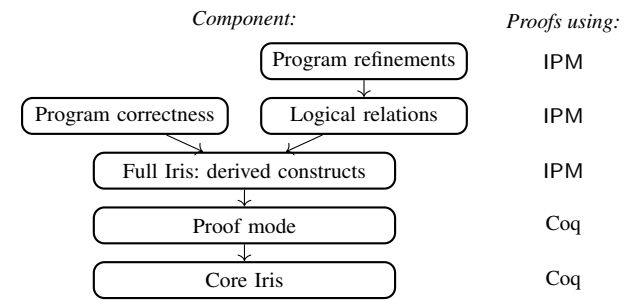 Component: Proofs using:
Program refinements IPM
Program correctness Logical relations IPM
Full Iris: derived constructs IPM
Proof mode Coq
Core Iris Coq